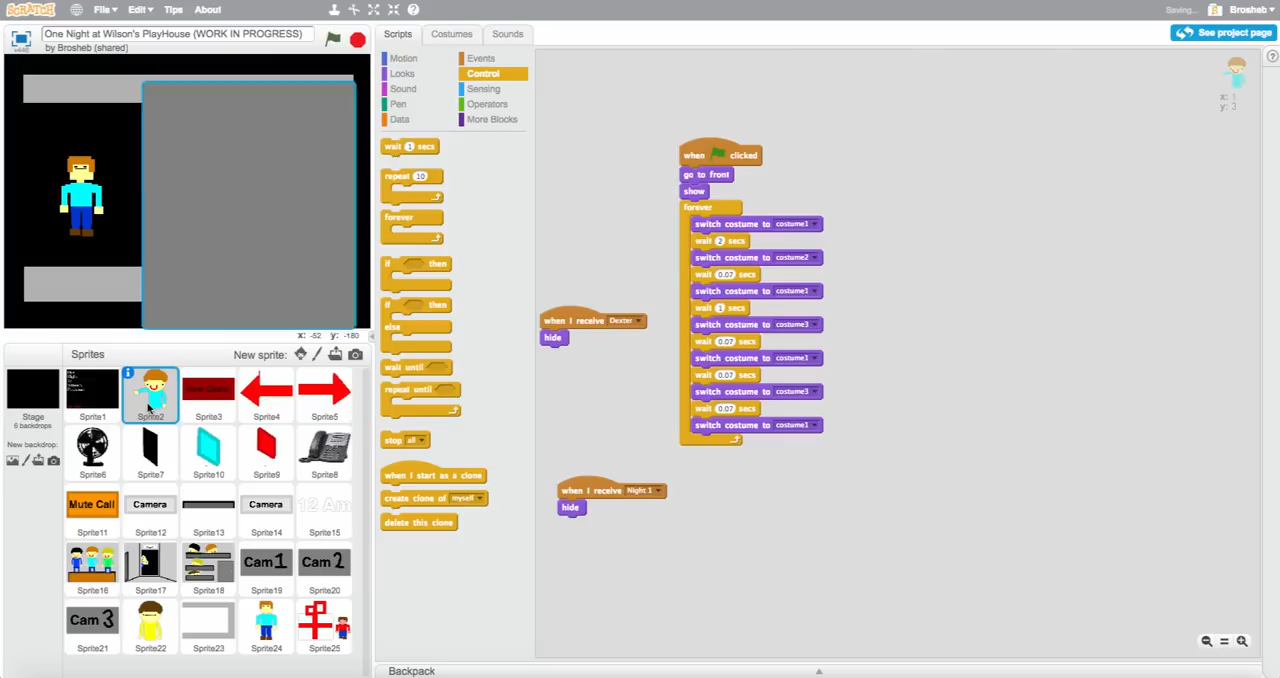 SCRATCH File Edit Tips About Saving... Brosheb
One Night at Wilson's PlayHouse (WORK IN PROGRESS)
by Brosheb (shared)
v446
Scripts Costumes Sounds
See project page
Motion Events
Looks Control
Sound Sensing
Pen Operators
Data More Blocks
x: 1
y: 3
wait 1 secs
repeat 10
forever
if then
if then
else
wait until
repeat until
stop all
when I start as a clone
create clone of myself
delete this clone
when clicked
go to front
show
forever
switch costume to costume1
wait 2 secs
switch costume to costume2
wait 0.07 secs
switch costume to costume1
wait 1 secs
switch costume to costume3
wait 0.07 secs
switch costume to costume1
wait 0.07 secs
switch costume to costume3
wait 0.07 secs
switch costume to costume1
when I receive Dexter
hide
when I receive Night 1
hide
x: -52 y: -180
Sprites New sprite:
Stage
6 backdrops
New backdrop:
Sprite1 Sprite2 Sprite3 Sprite4 Sprite5
Sprite6 Sprite7 Sprite10 Sprite9 Sprite8
Mute Call Camera Camera 12 Am
Sprite11 Sprite12 Sprite13 Sprite14 Sprite15
Cam 1 Cam 2
Sprite16 Sprite17 Sprite18 Sprite19 Sprite20
Cam 3
Sprite21 Sprite22 Sprite23 Sprite24 Sprite25
Backpack